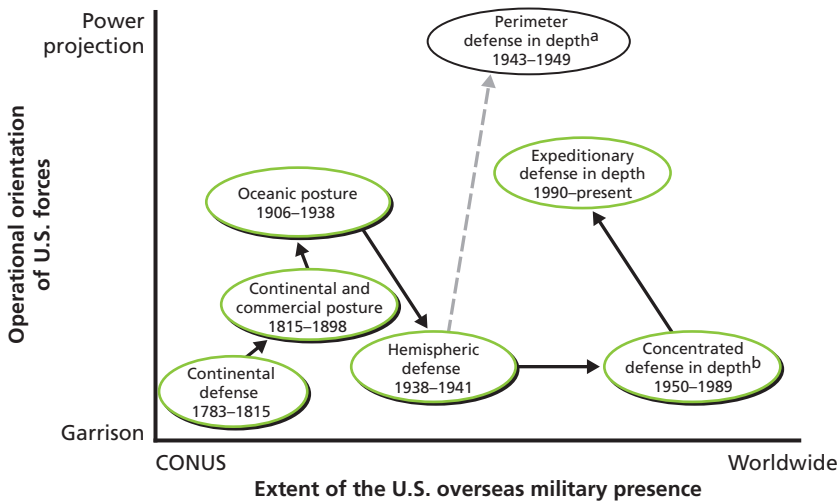 Power
projection
Operational orientation
of U.S. forces
Garrison
Perimeter
defense in deptha
1943–1949
Expeditionary
defense in depth
1990–present
Oceanic posture
1906–1938
Continental and
commercial posture
1815–1898
Hemispheric
defense
1938–1941
Concentrated
defense in depthb
1950–1989
Continental
defense
1783–1815
CONUS
Worldwide
Extent of the U.S. overseas military presence